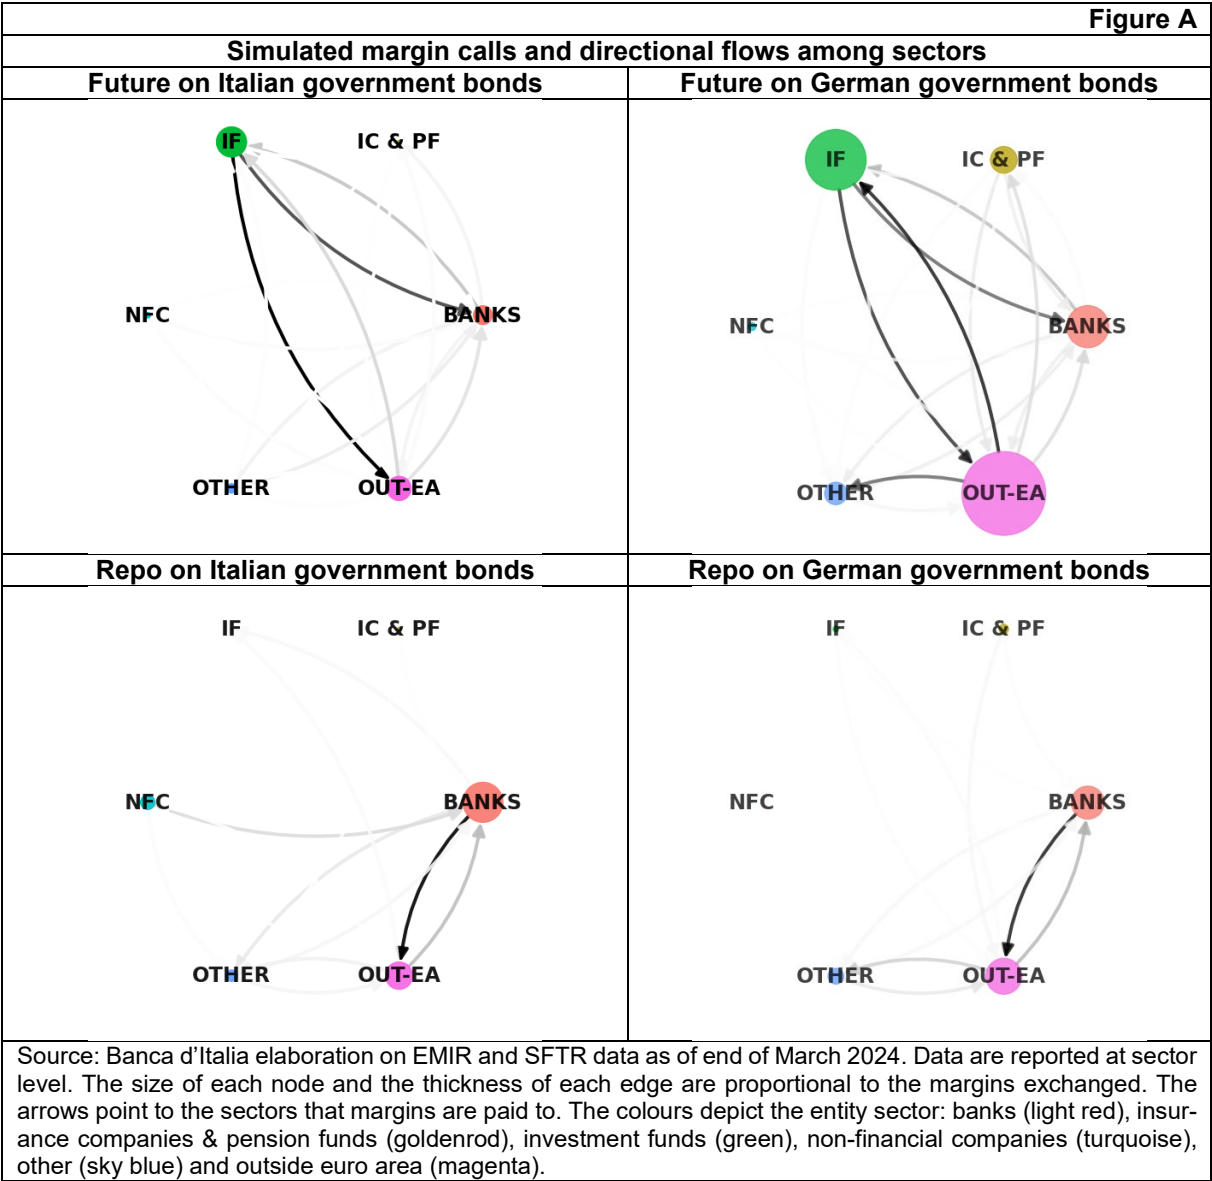 Figure A
Simulated margin calls and directional flows among sectors
Future on Italian government bonds
Future on German government bonds
IF
IC & PF
NFC
BANKS
OTHER
OUT-EA
IF
IC & PF
NFC
BANKS
OTHER
OUT-EA
Repo on Italian government bonds
Repo on German government bonds
IF
IC & PF
NFC
BANKS
OTHER
OUT-EA
IF
IC & PF
NFC
BANKS
OTHER
OUT-EA
Source: Banca d’Italia elaboration on EMIR and SFTR data as of end of March 2024. Data are reported at sector
level. The size of each node and the thickness of each edge are proportional to the margins exchanged. The
arrows point to the sectors that margins are paid to. The colours depict the entity sector: banks (light red), insur-
ance companies & pension funds (goldenrod), investment funds (green), non-financial companies (turquoise),
other (sky blue) and outside euro area (magenta).